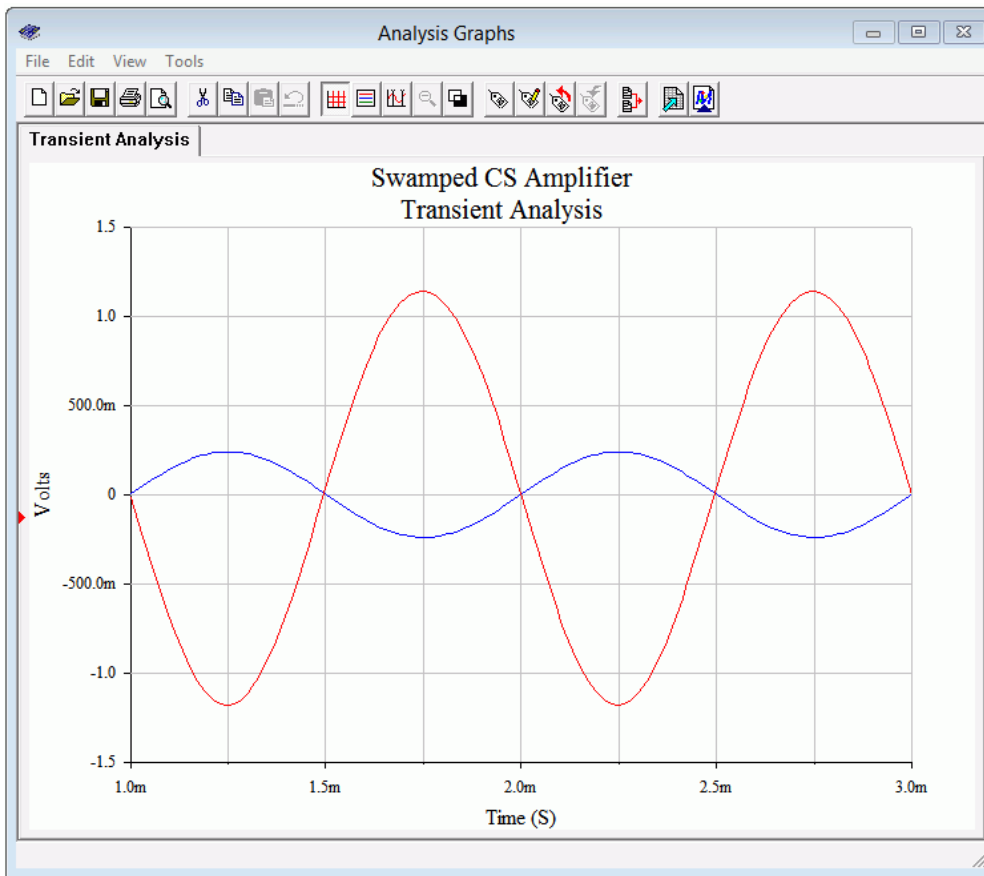 Analysis Graphs
File Edit View Tools
Transient Analysis
Swamped CS Amplifier
Transient Analysis
1.5
1.0
500.0m
0
-500.0m
-1.0
-1.5
Volts
1.0m 1.5m 2.0m 2.5m 3.0m
Time (S)